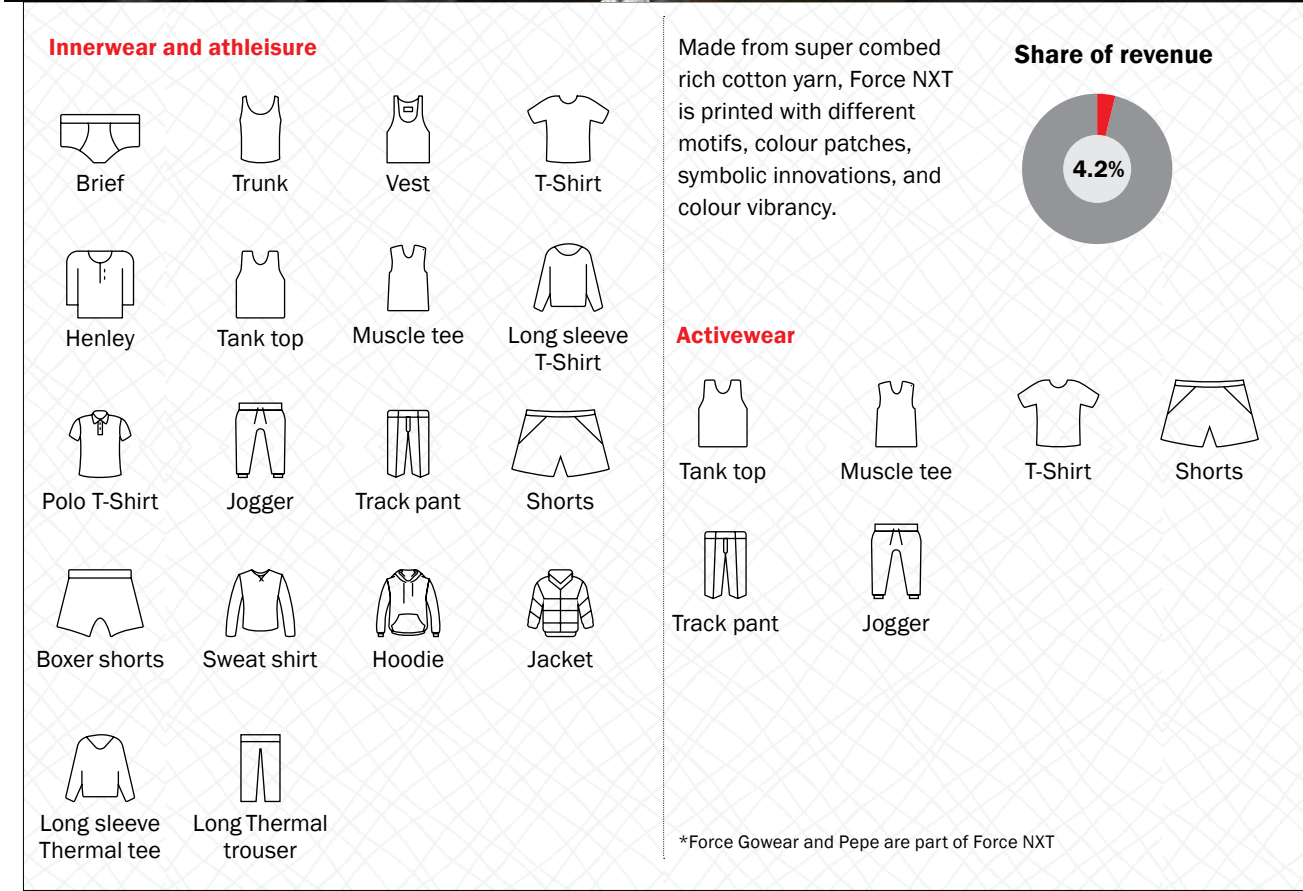 Innerwear and athleisure
Brief
Trunk
Vest
T-Shirt
Henley
Tank top
Muscle tee
Long sleeve
T-Shirt
Polo T-Shirt
Jogger
Track pant
Shorts
Boxer shorts
Sweat shirt
Hoodie
Jacket
Long sleeve
Thermal tee
Long Thermal
trouser
Made from super combed
rich cotton yarn, Force NXT
is printed with different
motifs, colour patches,
symbolic innovations, and
colour vibrancy.
Share of revenue
4.2%
Activewear
Tank top
Muscle tee
T-Shirt
Shorts
Track pant
Jogger
*Force Gowear and Pepe are part of Force NXT